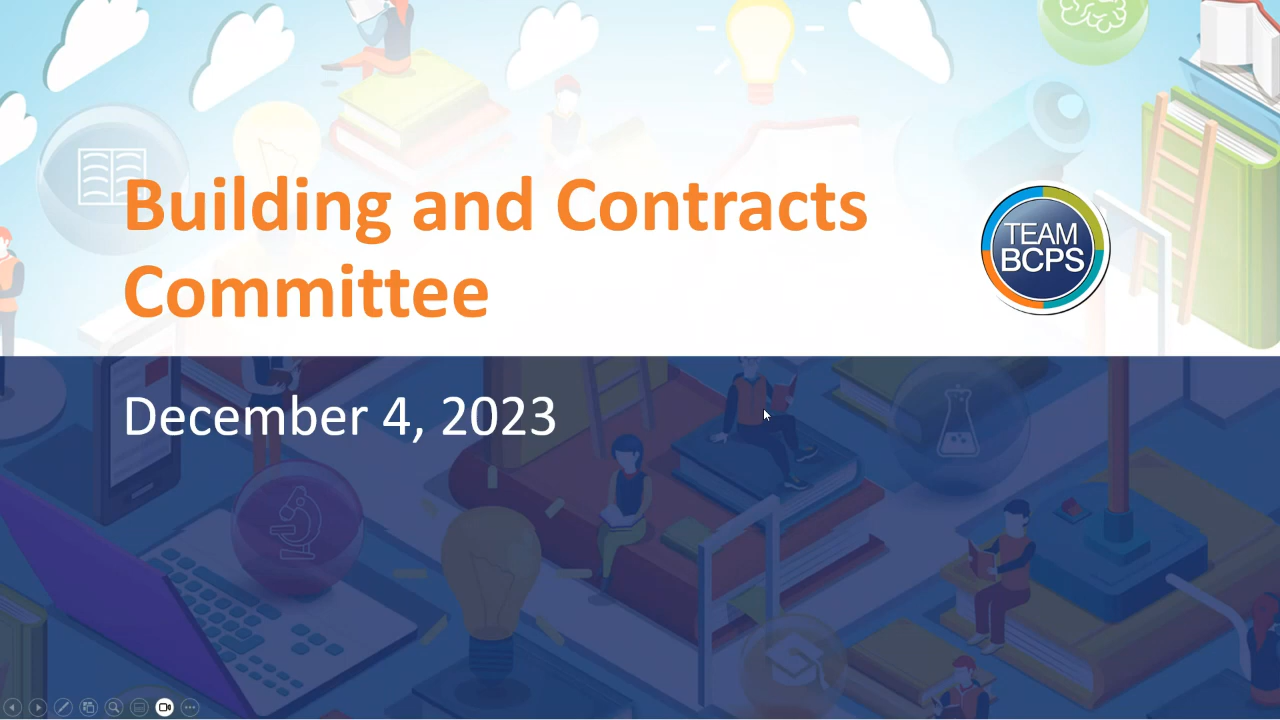 Building and Contracts
Committee
TEAM
BCPS
December 4, 2023